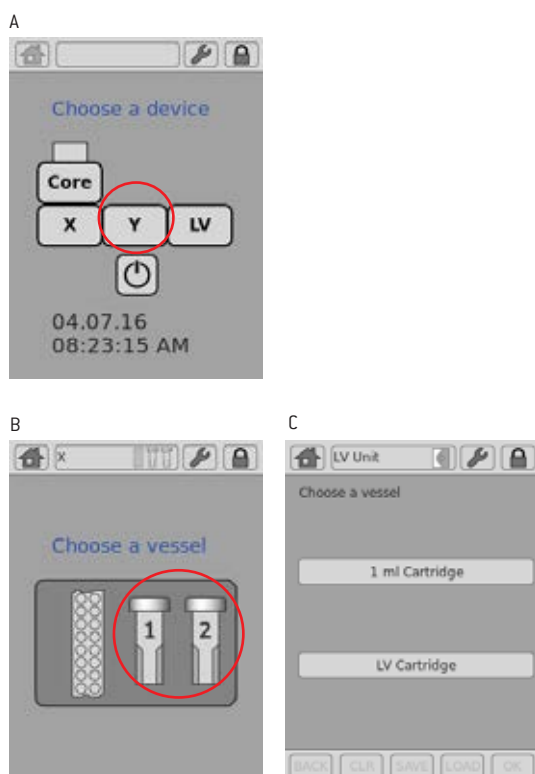 A
Choose a device
Core
X Y LV
04.07.16
08:23:15 AM
B
X
Choose a vessel
1 2
C
LV Unit
Choose a vessel
1 ml Cartridge
LV Cartridge
BACK CLR SAVE LOAD OK